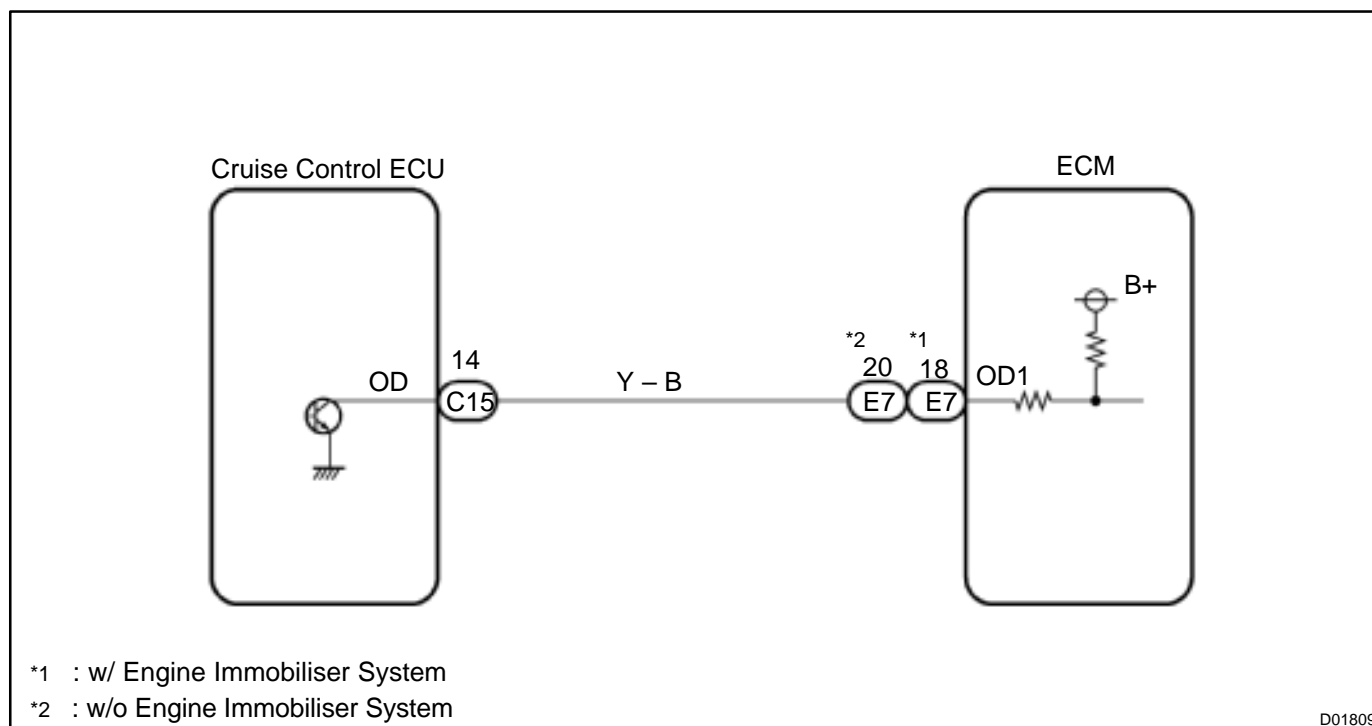 Cruise Control ECU
ECM
B+
*2 *1
14 20 18
OD Y – B OD1
C15 E7 E7
*1 : w/ Engine Immobiliser System
*2 : w/o Engine Immobiliser System
D01809